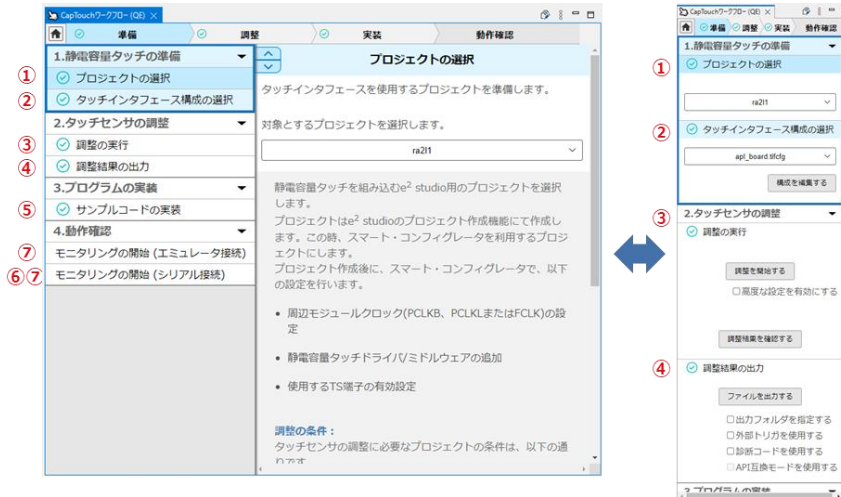 CapTouchワークフロー (QE)
準備
調整
実装
動作確認
1.静電容量タッチの準備
① プロジェクトの選択
② タッチインタフェース構成の選択
2.タッチセンサの調整
③ 調整の実行
④ 調整結果の出力
3.プログラムの実装
⑤ サンプルコードの実装
4.動作確認
⑦ モニタリングの開始 (エミュレータ接続)
⑥⑦ モニタリングの開始 (シリアル接続)
プロジェクトの選択
タッチインタフェースを使用するプロジェクトを準備します。
対象とするプロジェクトを選択します。
ra2l1
静電容量タッチを組み込むe² studio用のプロジェクトを選択
します。
プロジェクトはe² studioのプロジェクト作成機能にて作成し
ます。この時、スマート・コンフィグレータを利用するプロジ
ェクトにします。
プロジェクト作成後に、スマート・コンフィグレータで、以下
の設定を行います。
• 周辺モジュールクロック(PCLKB、PCLKLまたはFCLK)の設
定
• 静電容量タッチドライバ/ミドルウェアの追加
• 使用するTS端子の有効設定
調整の条件：
タッチセンサの調整に必要なプロジェクトの条件は、以下の通
りです
CapTouchワークフロー (QE)
準備
調整
実装
動作確認
1.静電容量タッチの準備
① プロジェクトの選択
ra2l1
② タッチインタフェース構成の選択
apl_board.tifcfg
構成を編集する
2.タッチセンサの調整
③ 調整の実行
調整を開始する
高度な設定を有効にする
調整結果を確認する
④ 調整結果の出力
ファイルを出力する
出力フォルダを指定する
外部トリガを使用する
診断コードを使用する
API互換モードを使用する
3.プログラムの実装